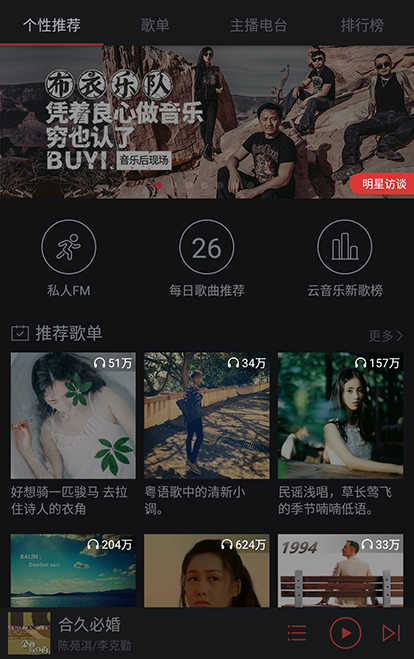 个性推荐
歌单
主播电台
排行榜
布衣乐队
凭着良心做音乐
穷也认了
BUYI.音乐后现场
明星访谈
26
私人FM
每日歌曲推荐
云音乐新歌榜
推荐歌单
更多
51万
34万
157万
好想骑一匹骏马 去拉
住诗人的衣角
粤语歌中的清新小
调。
民谣浅唱，草长莺飞
的季节喃喃低语。
204万
BALIN ,
Daolon sari
624万
33万
1994
合久必婚
陈苑淇/李克勤